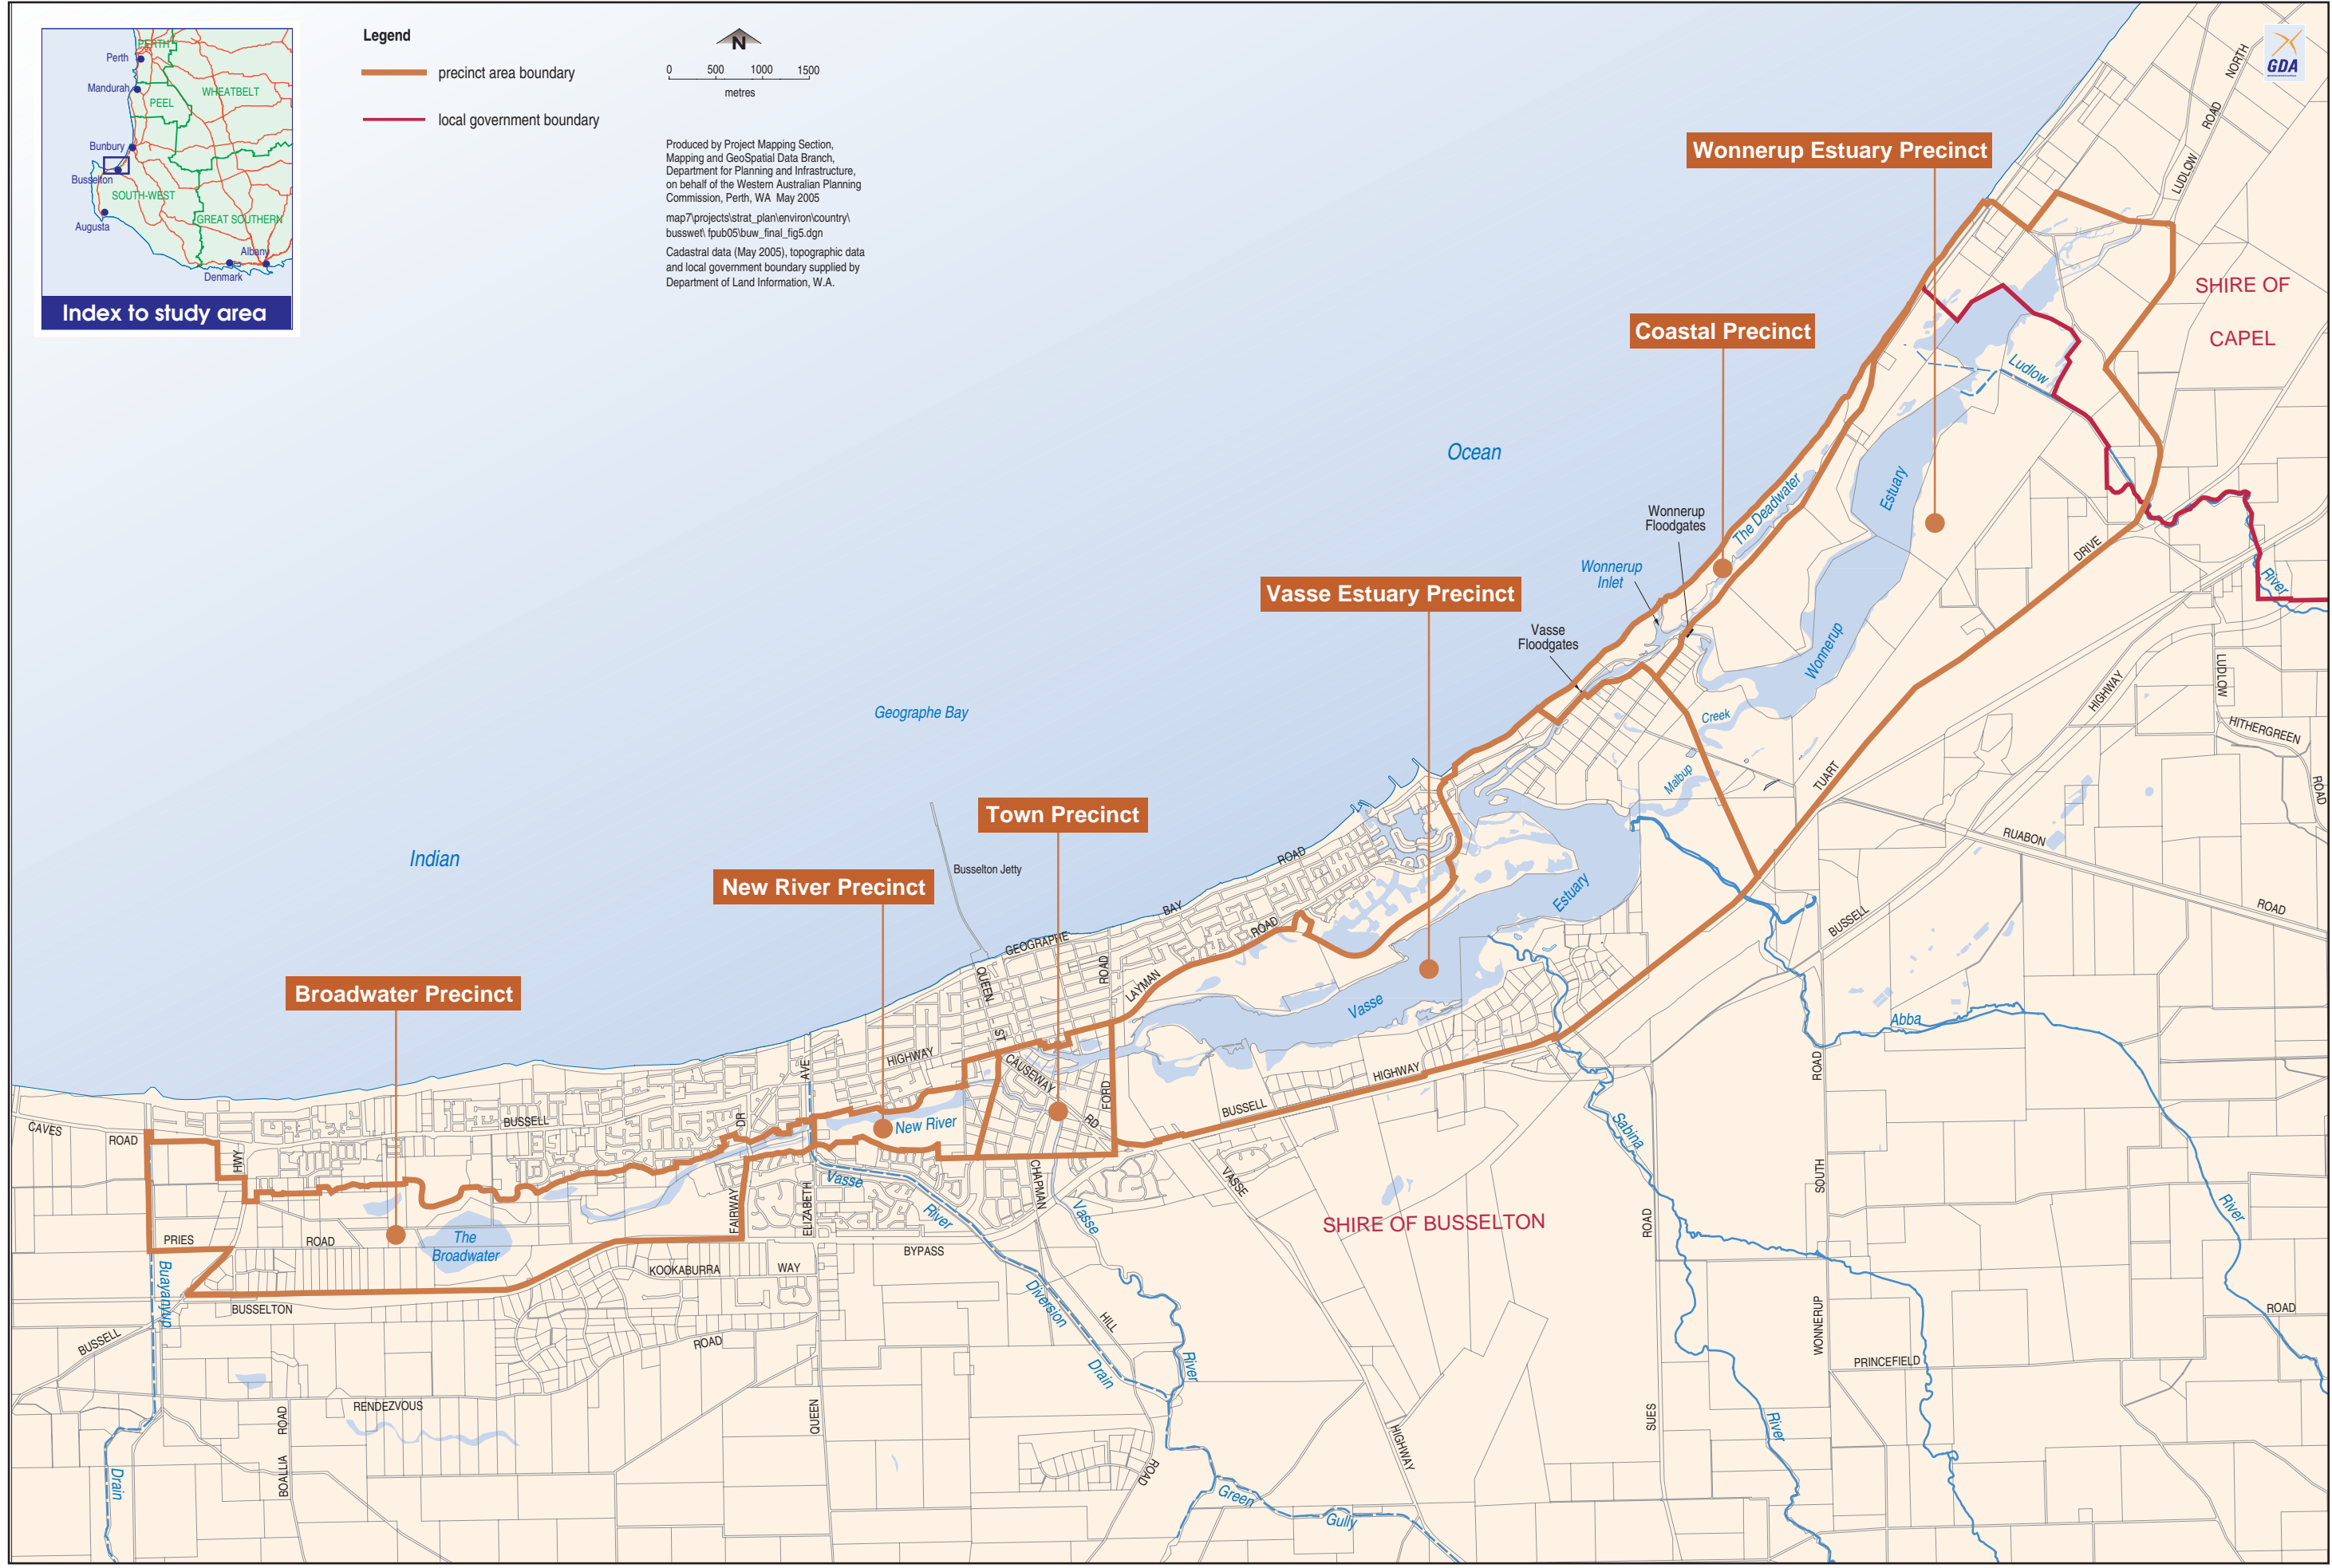 PERTH
Perth
Mandurah
PEEL
WHEATBELT
Bunbury
Busselton
SOUTH-WEST
Augusta
GREAT SOUTHERN
Albany
Denmark
Index to study area
Legend
precinct area boundary
local government boundary
N
0 500 1000 1500
metres
Produced by Project Mapping Section,
Mapping and GeoSpatial Data Branch,
Department for Planning and Infrastructure,
on behalf of the Western Australian Planning
Commission, Perth, WA May 2005
map7\projects\strat_plan\environ\country\
busswet\ fpub05\buw_final_fig5.dgn
Cadastral data (May 2005), topographic data
and local government boundary supplied by
Department of Land Information, W.A.
GDA
NORTH
ROAD
LUDLOW
Wonnerup Estuary Precinct
SHIRE OF
CAPEL
Coastal Precinct
Ludlow
Ocean
Estuary
The Deadwater
Wonnerup
Floodgates
DRIVE
Wonnerup
Inlet
River
Vasse Estuary Precinct
Vasse
Floodgates
Wonnerup
LUDLOW
HIGHWAY
Geographe Bay
Creek
HITHERGREEN
ROAD
Malbup
TUART
Town Precinct
RUABON
ROAD
Indian
Busselton Jetty
ROAD
New River Precinct
Estuary
BAY
ROAD
BUSSELL
GEOGRAPHE
QUEEN
ST
ROAD
LAYMAN
Broadwater Precinct
Vasse
Abba
HIGHWAY
CAUSEWAY
RD
AVE
FORD
HIGHWAY
BUSSELL
ROAD
DR
BUSSELL
New River
CAVES
ROAD
HWY
Sabina
Vasse
River
CHAPMAN
VASSE
SOUTH
FAIRWAY
ELIZABETH
Vasse
SHIRE OF BUSSELTON
ROAD
River
PRIES
ROAD
The
Broadwater
BYPASS
KOOKABURRA
WAY
Buayanyup
BUSSELTON
Diversion
HILL
BUSSELL
ROAD
WONNERUP
ROAD
Drain
River
PRINCEFIELD
RENDEZVOUS
ROAD
QUEEN
SUES
River
HIGHWAY
BOALLIA
Drain
ROAD
Green
Gully